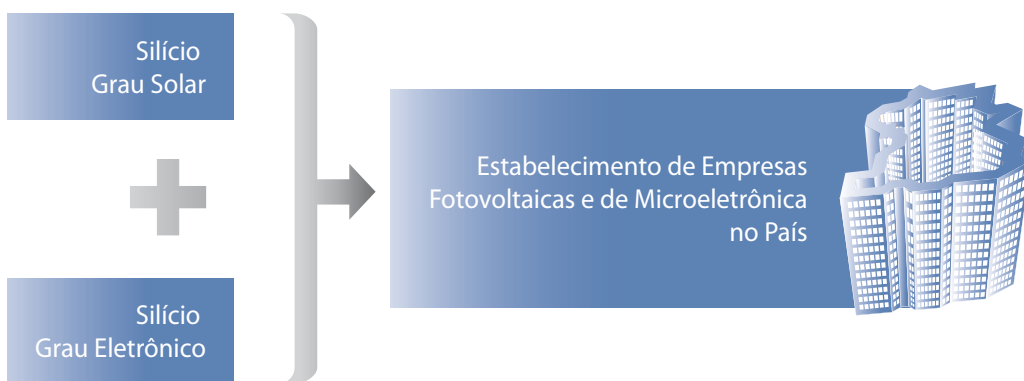 Silício
Grau Solar
Estabelecimento de Empresas
Fotovoltaicas e de Microeletrônica
no País
Silício
Grau Eletrônico